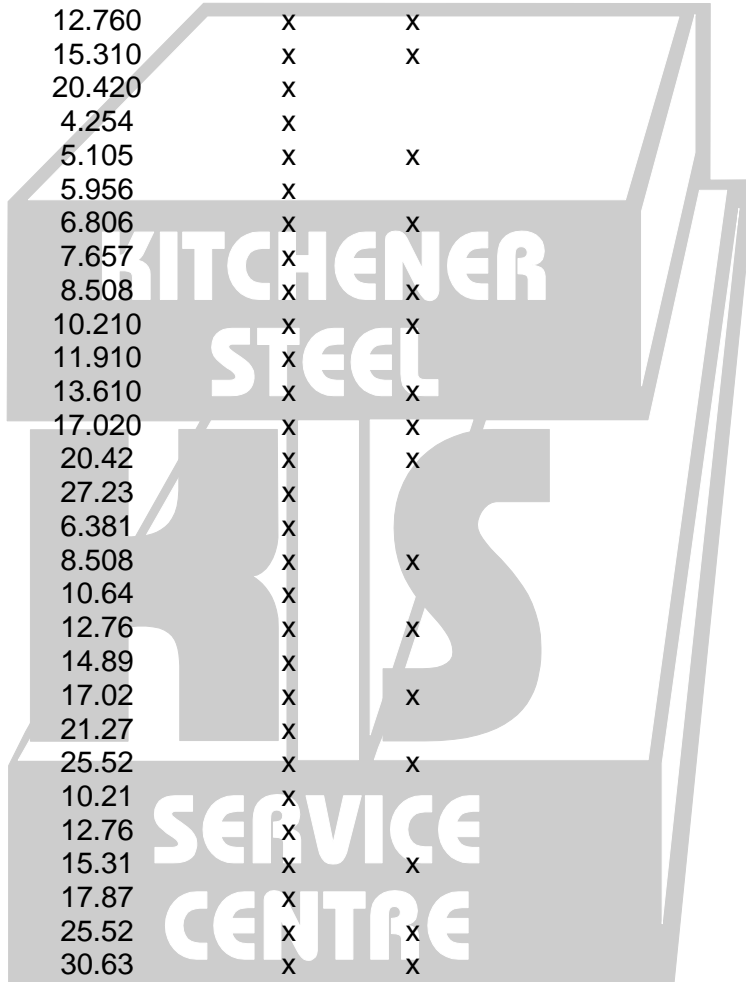 12.760 x x
15.310 x x
20.420 x
4.254 x
5.105 x x
5.956 x
6.806 x x
7.657 x
8.508 x x
10.210 x x
11.910 x
13.610 x x
17.020 x x
20.42 x x
27.23 x
6.381 x
8.508 x x
10.64 x
12.76 x x
14.89 x
17.02 x x
21.27 x
25.52 x x
10.21 x
12.76 x
15.31 x x
17.87 x
25.52 x x
30.63 x x
KITCHENER
STEEL
KS
SERVICE
CENTRE